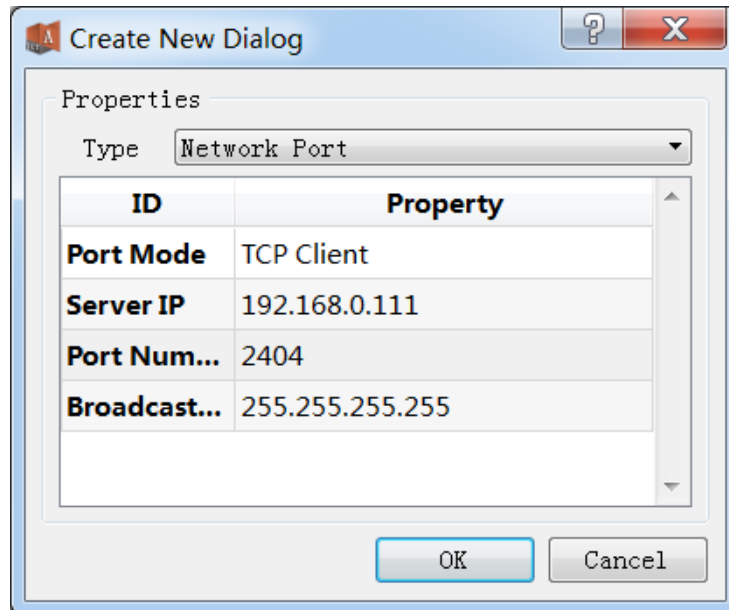 Create New Dialog
Properties
Type Network Port
ID Property
Port Mode TCP Client
Server IP 192.168.0.111
Port Num... 2404
Broadcast... 255.255.255.255
OK Cancel